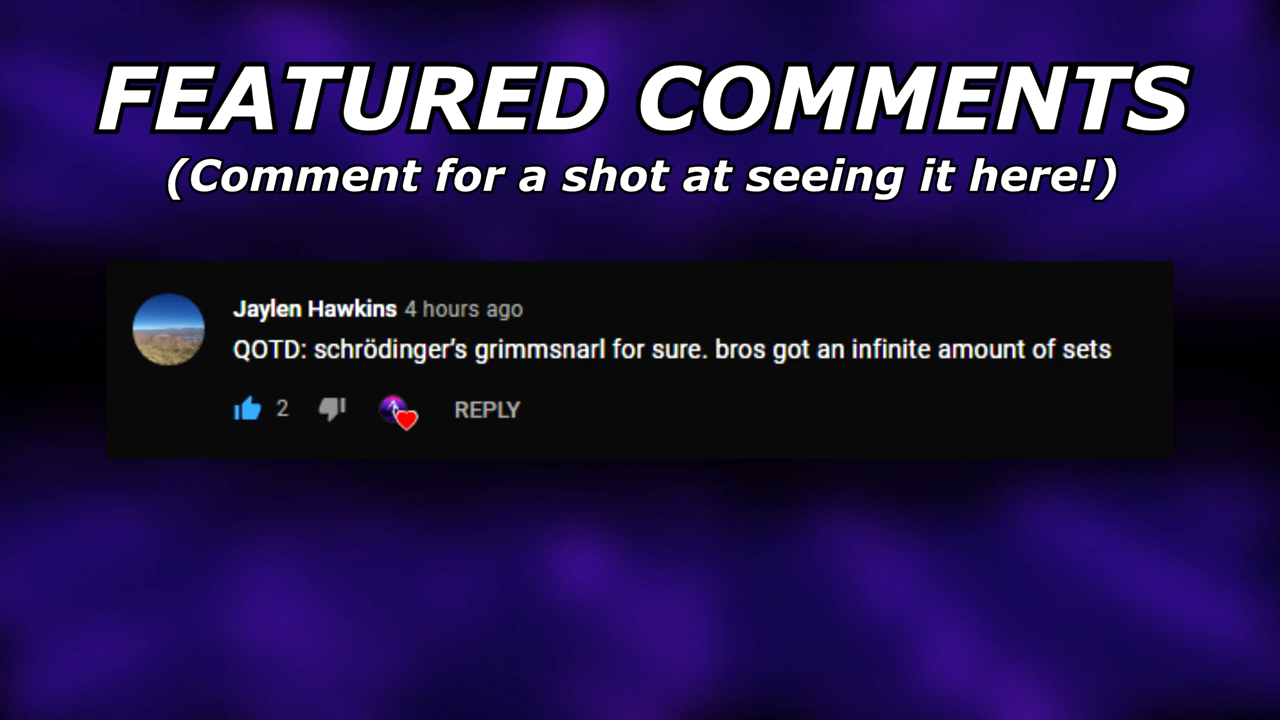 FEATURED COMMENTS
(Comment for a shot at seeing it here!)
Jaylen Hawkins 4 hours ago
QOTD: schrödinger's grimmsnarl for sure. bros got an infinite amount of sets
2 REPLY